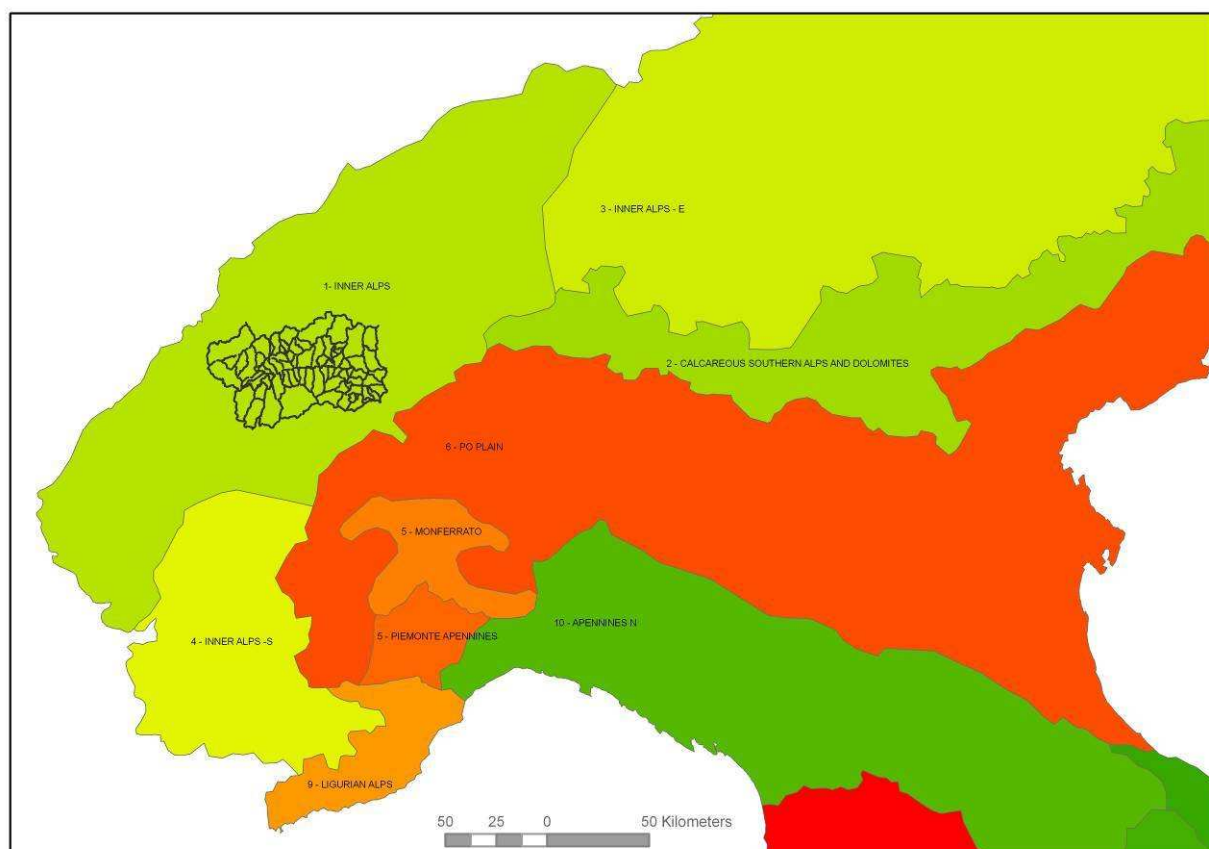 3 - INNER ALPS - E
1- INNER ALPS
2 - CALCAREOUS SOUTHERN ALPS AND DOLOMITES
6 - PO PLAIN
5 - MONFERRATO
10 - APENNINES N
4 - INNER ALPS -S
5 - PIEMONTE APENNINES
9 - LIGURIAN ALPS
50 25 0 50 Kilometers